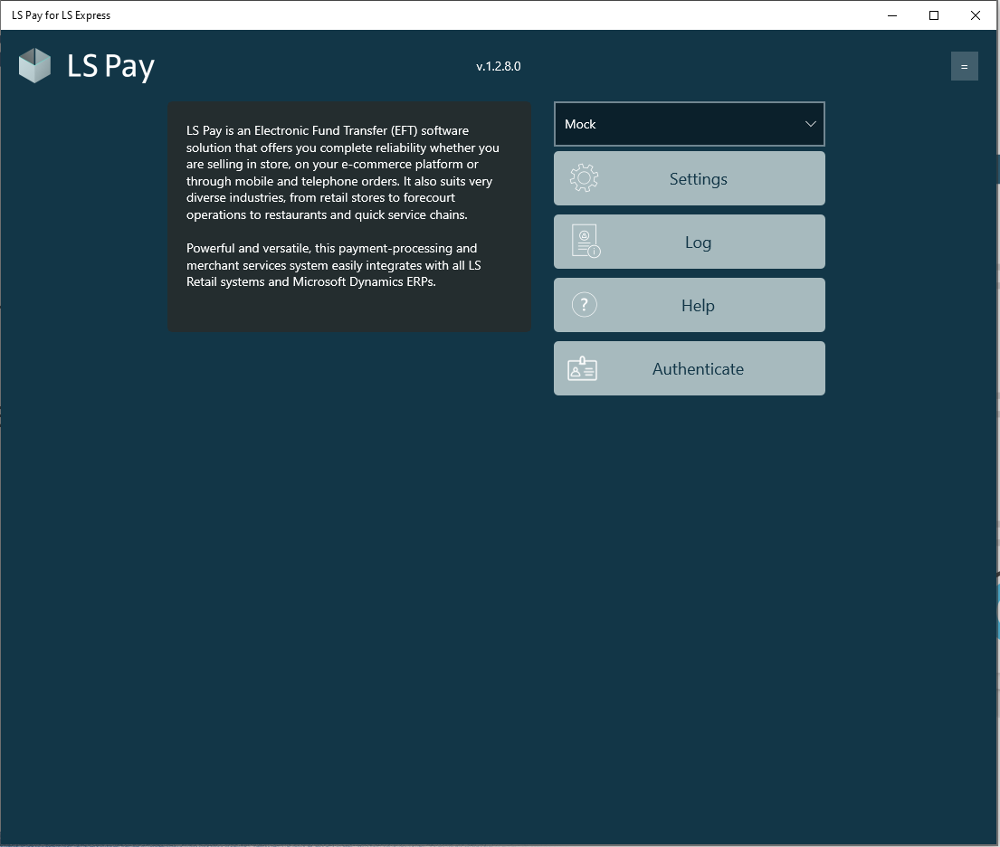 LS Pay for LS Express
LS Pay
v.1.2.8.0
=
LS Pay is an Electronic Fund Transfer (EFT) software
solution that offers you complete reliability whether you
are selling in store, on your e-commerce platform or
through mobile and telephone orders. It also suits very
diverse industries, from retail stores to forecourt
operations to restaurants and quick service chains.
Powerful and versatile, this payment-processing and
merchant services system easily integrates with all LS
Retail systems and Microsoft Dynamics ERPs.
Mock
Settings
Log
? Help
Authenticate